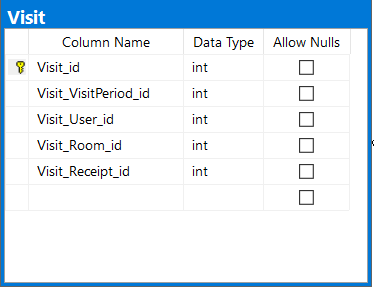 Visit
Column Name Data Type Allow Nulls
Visit_id int
Visit_VisitPeriod_id int
Visit_User_id int
Visit_Room_id int
Visit_Receipt_id int